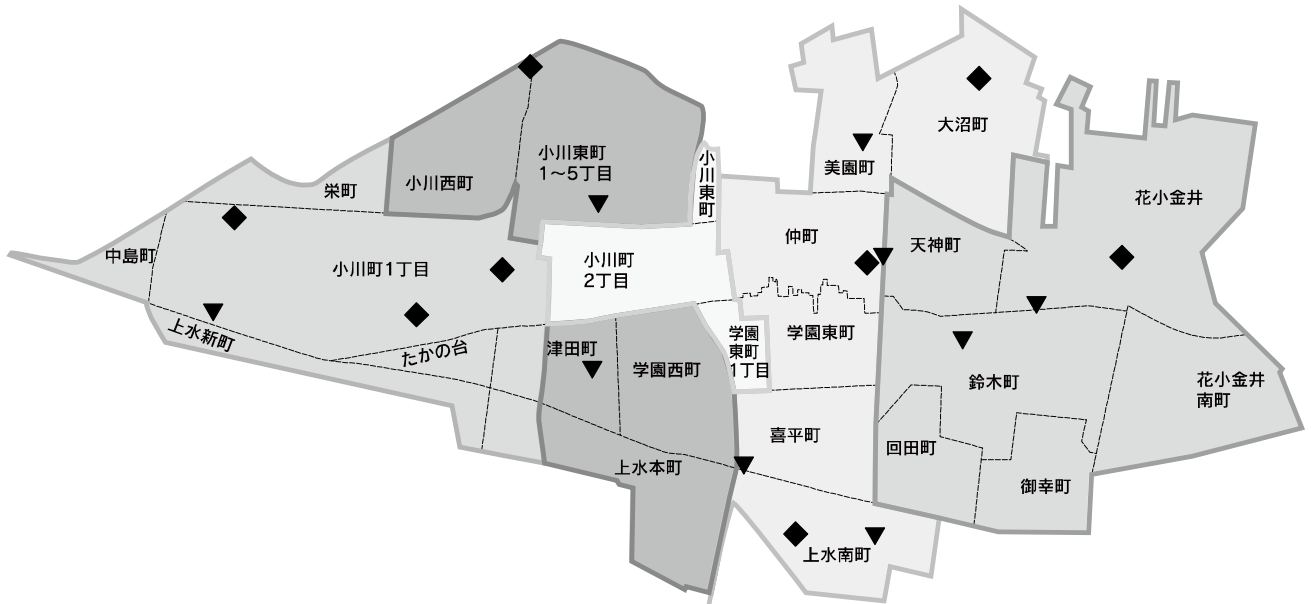 大沼町
小川東町
1～5丁目
小川東町
美園町
小川西町
栄町
花小金井
仲町
天神町
中島町
小川町1丁目
小川町
2丁目
上水新町
学園
東町
1丁目
学園東町
たかの台
津田町
学園西町
鈴木町
花小金井
南町
喜平町
回田町
上水本町
御幸町
上水南町